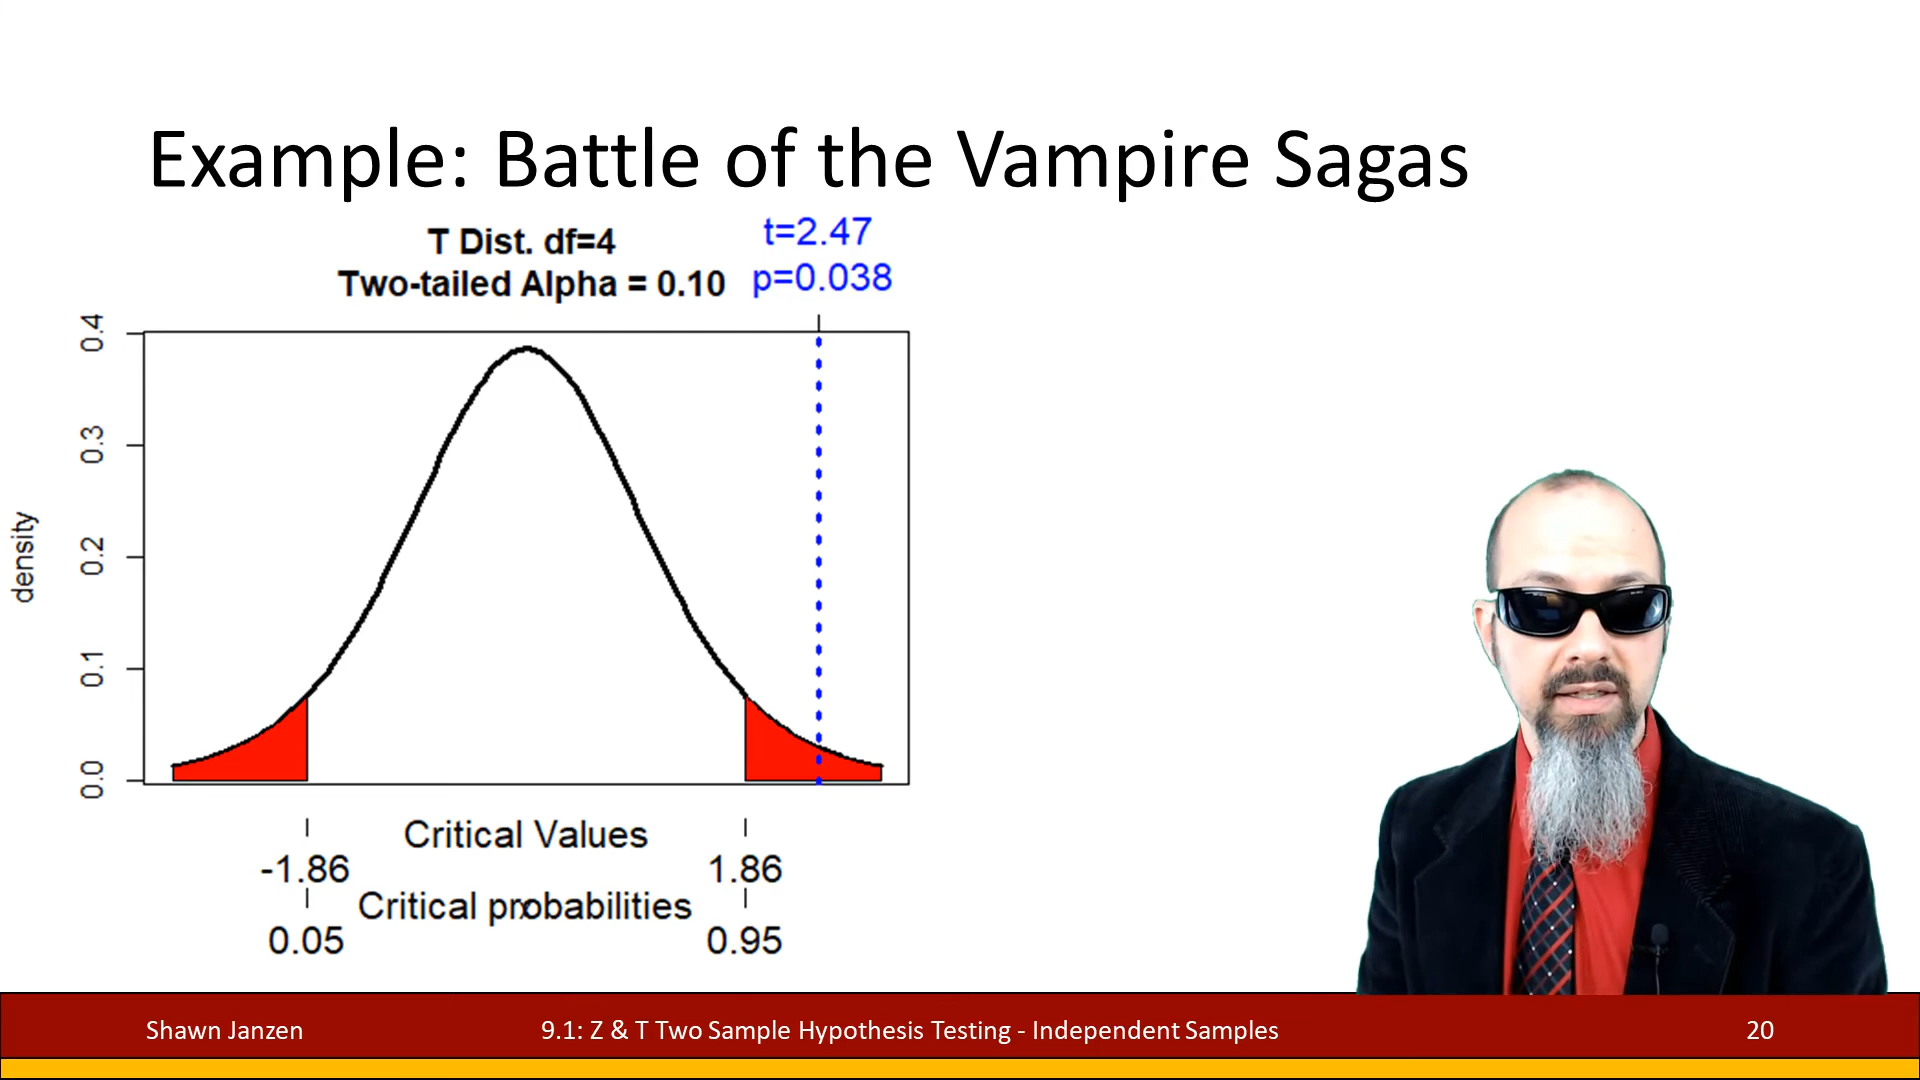 Example: Battle of the Vampire Sagas
T Dist. df=4
Two-tailed Alpha = 0.10
t=2.47
p=0.038
0.4
0.3
0.2
0.1
0.0
density
Critical Values
-1.86 1.86
x
Critical probabilities
0.05 0.95
Shawn Janzen 9.1: Z & T Two Sample Hypothesis Testing - Independent Samples 20